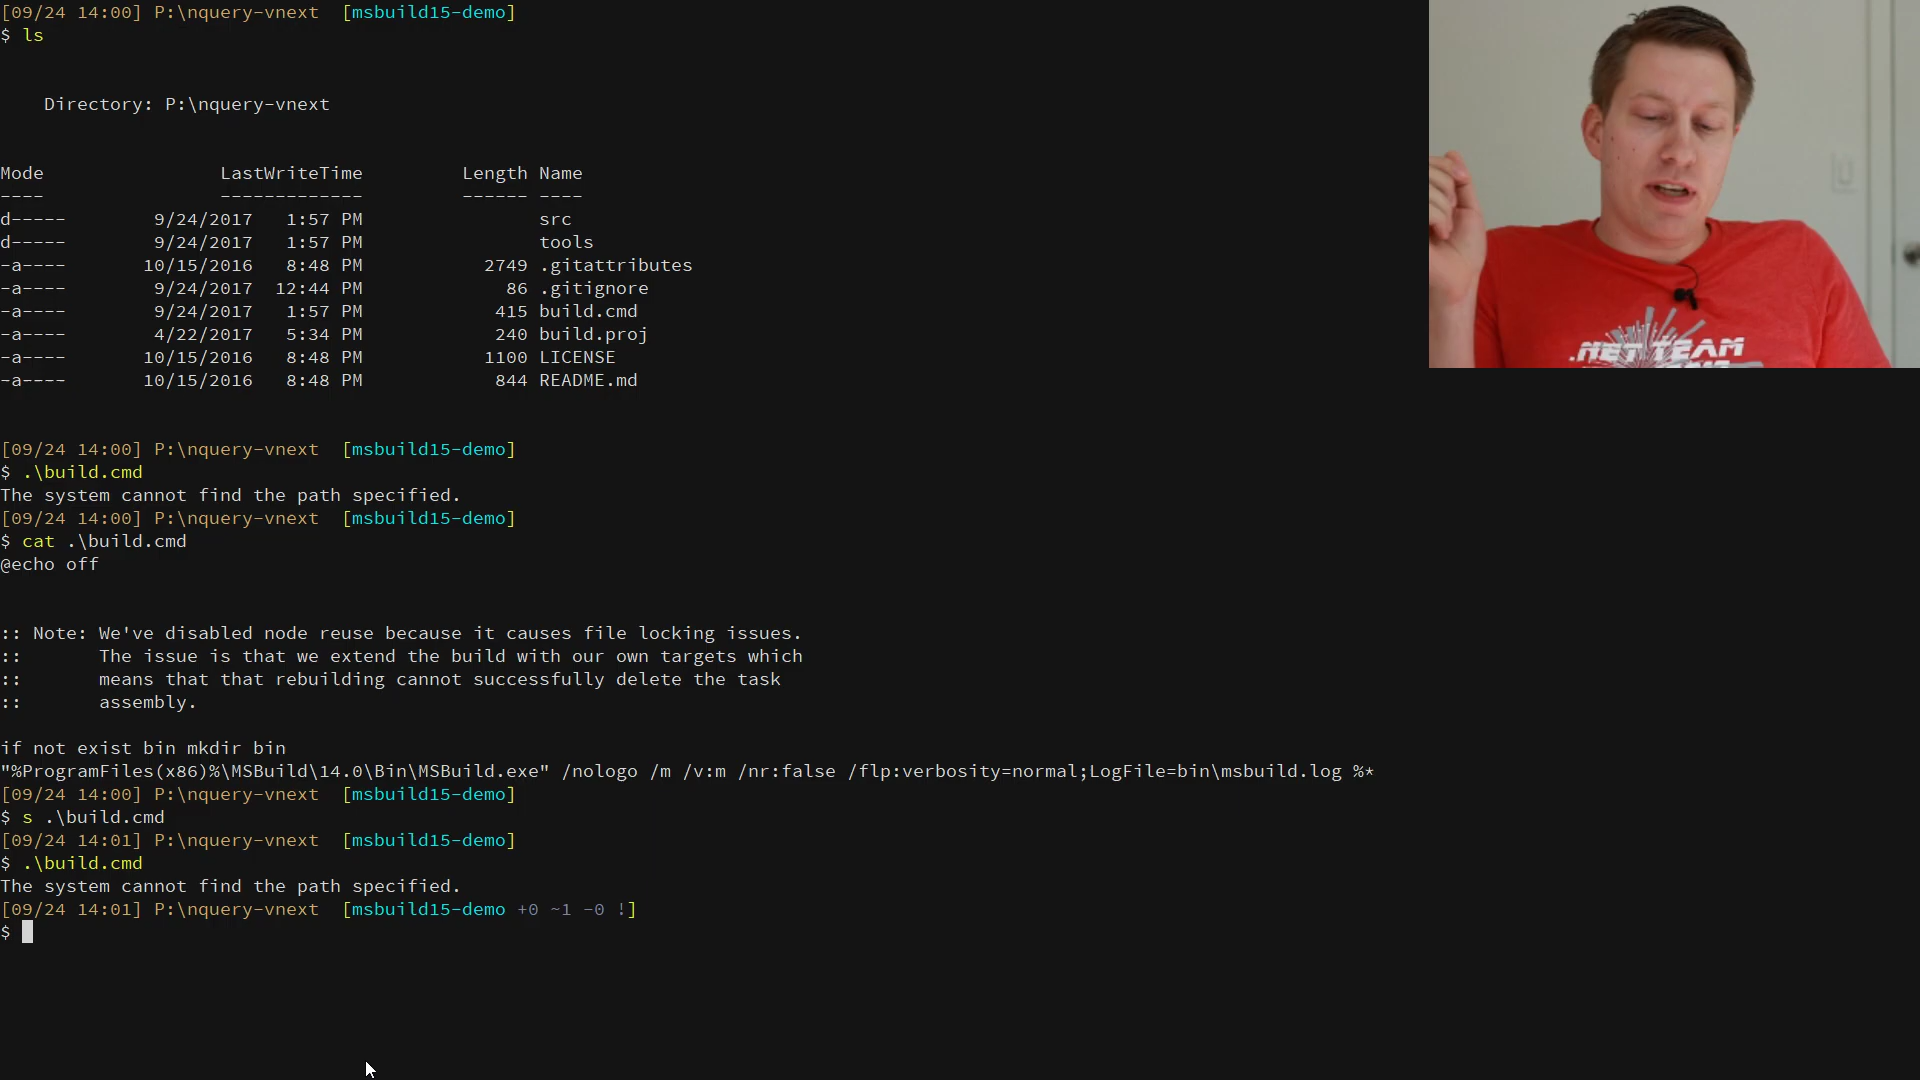 [09/24 14:00] P:\nquery-vnext  [msbuild15-demo]
$ ls
    Directory: P:\nquery-vnext
Mode                LastWriteTime         Length Name
----                -------------         ------ ----
d-----        9/24/2017   1:57 PM                src
d-----        9/24/2017   1:57 PM                tools
-a----       10/15/2016   8:48 PM           2749 .gitattributes
-a----        9/24/2017  12:44 PM             86 .gitignore
-a----        9/24/2017   1:57 PM            415 build.cmd
-a----        4/22/2017   5:34 PM            240 build.proj
-a----       10/15/2016   8:48 PM           1100 LICENSE
-a----       10/15/2016   8:48 PM            844 README.md
[09/24 14:00] P:\nquery-vnext  [msbuild15-demo]
$ .\build.cmd
The system cannot find the path specified.
[09/24 14:00] P:\nquery-vnext  [msbuild15-demo]
$ cat .\build.cmd
@echo off
:: Note: We've disabled node reuse because it causes file locking issues.
::       The issue is that we extend the build with our own targets which
::       means that that rebuilding cannot successfully delete the task
::       assembly.
if not exist bin mkdir bin
"%ProgramFiles(x86)%\MSBuild\14.0\Bin\MSBuild.exe" /nologo /m /v:m /nr:false /flp:verbosity=normal;LogFile=bin\msbuild.log %*
[09/24 14:00] P:\nquery-vnext  [msbuild15-demo]
$ s .\build.cmd
[09/24 14:01] P:\nquery-vnext  [msbuild15-demo]
$ .\build.cmd
The system cannot find the path specified.
[09/24 14:01] P:\nquery-vnext  [msbuild15-demo +0 ~1 -0 !]
$
.NET TEAM